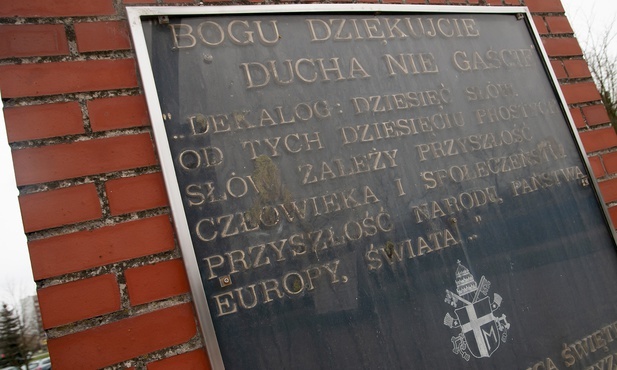 BOGU DZIĘKUJCIE
DUCHA NIE GAŚCIE
"DEKALOG: DZIESIĘĆ SŁÓW.
OD TYCH DZIESIĘCIU PROSTYCH
SŁÓW ZALEŻY PRZYSZŁOŚĆ
CZŁOWIEKA I SPOŁECZEŃSTW.
PRZYSZŁOŚĆ NARODU, PAŃSTWA,
EUROPY, ŚWIATA".
M